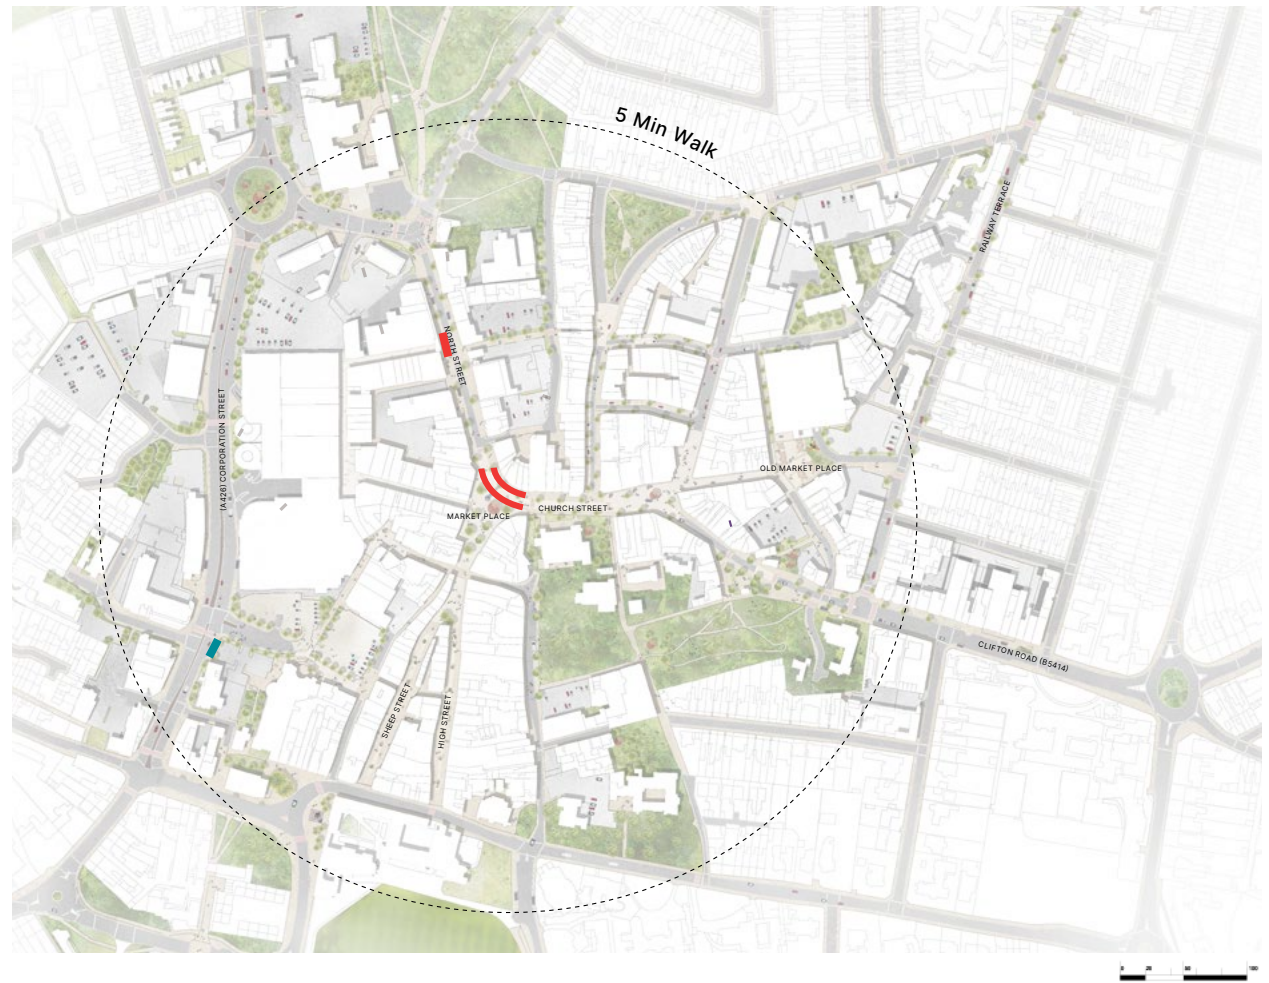 5 Min Walk
RAILWAY TERRACE
NORTH STREET
(A426) CORPORATION STREET
OLD MARKET PLACE
CHURCH STREET
MARKET PLACE
CLIFTON ROAD (B5414)
SHEEP STREET
HIGH STREET